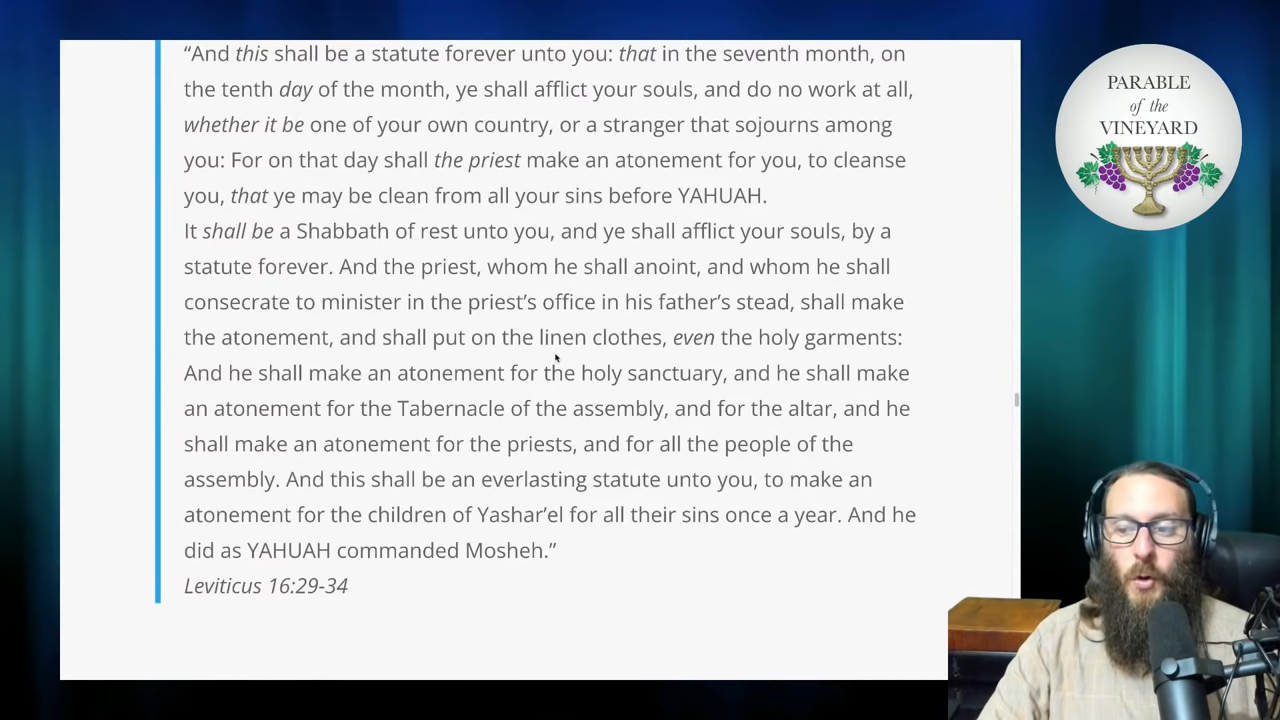 “And this shall be a statute forever unto you: that in the seventh month, on
the tenth day of the month, ye shall afflict your souls, and do no work at all,
whether it be one of your own country, or a stranger that sojourns among
you: For on that day shall the priest make an atonement for you, to cleanse
you, that ye may be clean from all your sins before YAHUAH.
It shall be a Shabbath of rest unto you, and ye shall afflict your souls, by a
statute forever. And the priest, whom he shall anoint, and whom he shall
consecrate to minister in the priest’s office in his father’s stead, shall make
the atonement, and shall put on the linen clothes, even the holy garments:
And he shall make an atonement for the holy sanctuary, and he shall make
an atonement for the Tabernacle of the assembly, and for the altar, and he
shall make an atonement for the priests, and for all the people of the
assembly. And this shall be an everlasting statute unto you, to make an
atonement for the children of Yashar’el for all their sins once a year. And he
did as YAHUAH commanded Mosheh.”
Leviticus 16:29-34
PARABLE
of the
VINEYARD